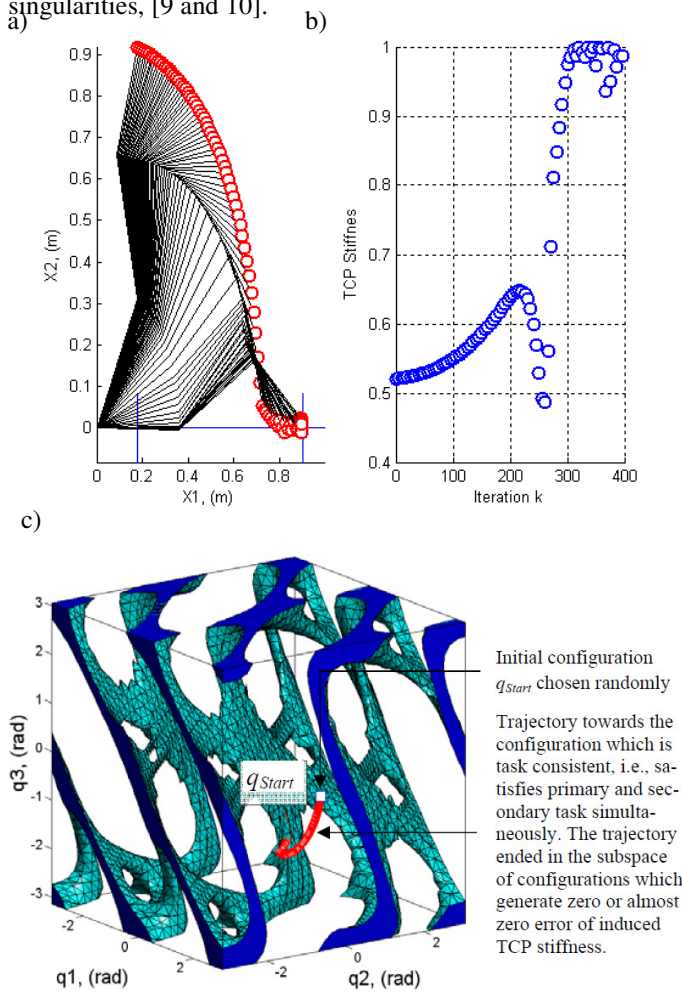 singularities, [9 and 10].
a)
b)
0.9
0.8
0.7
0.6
0.5
0.4
0.3
0.2
0.1
0
X2, (m)
0 0.2 0.4 0.6 0.8
X1, (m)
1
0.9
0.8
0.7
0.6
0.5
0.4
TCP Stiffnes
0 100 200 300 400
Iteration k
c)
3
2
1
0
-1
-2
-3
q3, (rad)
-2
0
2
q1, (rad)
-2
0
2
q2, (rad)
qStart
Initial configuration
qStart chosen randomly
Trajectory towards the
configuration which is
task consistent, i.e., sa-
tisfies primary and sec-
ondary task simulta-
neously. The trajectory
ended in the subspace
of configurations which
generate zero or almost
zero error of induced
TCP stiffness.